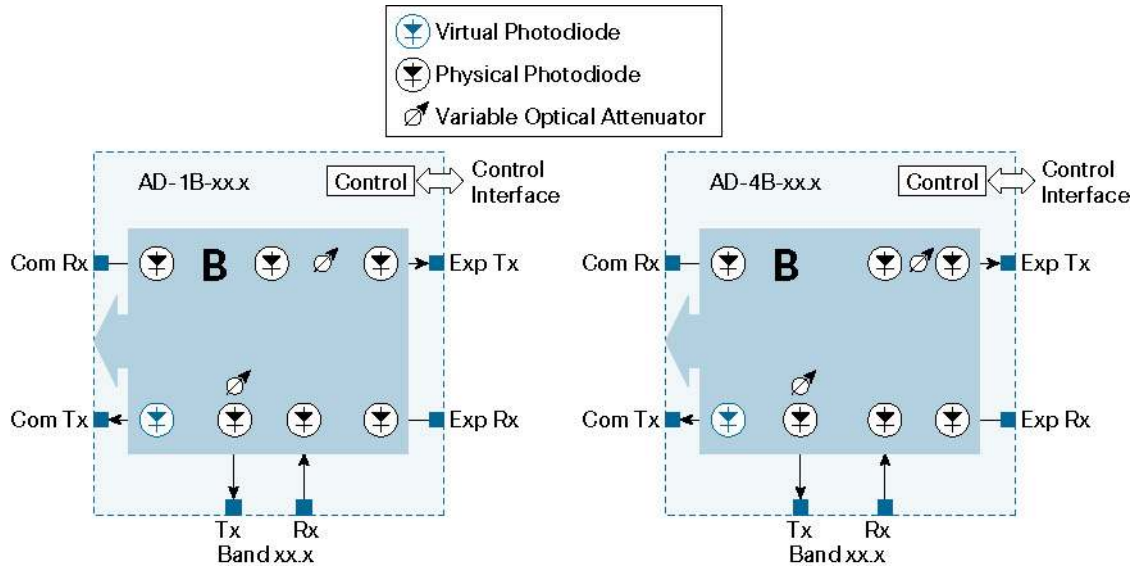 Virtual Photodiode
Physical Photodiode
Variable Optical Attenuator
AD-1B-xx.x
Control
Control
Interface
Com Rx
B
Exp Tx
Com Tx
Exp Rx
Tx
Rx
Band xx.x
AD-4B-xx.x
Control
Control
Interface
Com Rx
B
Exp Tx
Com Tx
Exp Rx
Tx
Rx
Band xx.x